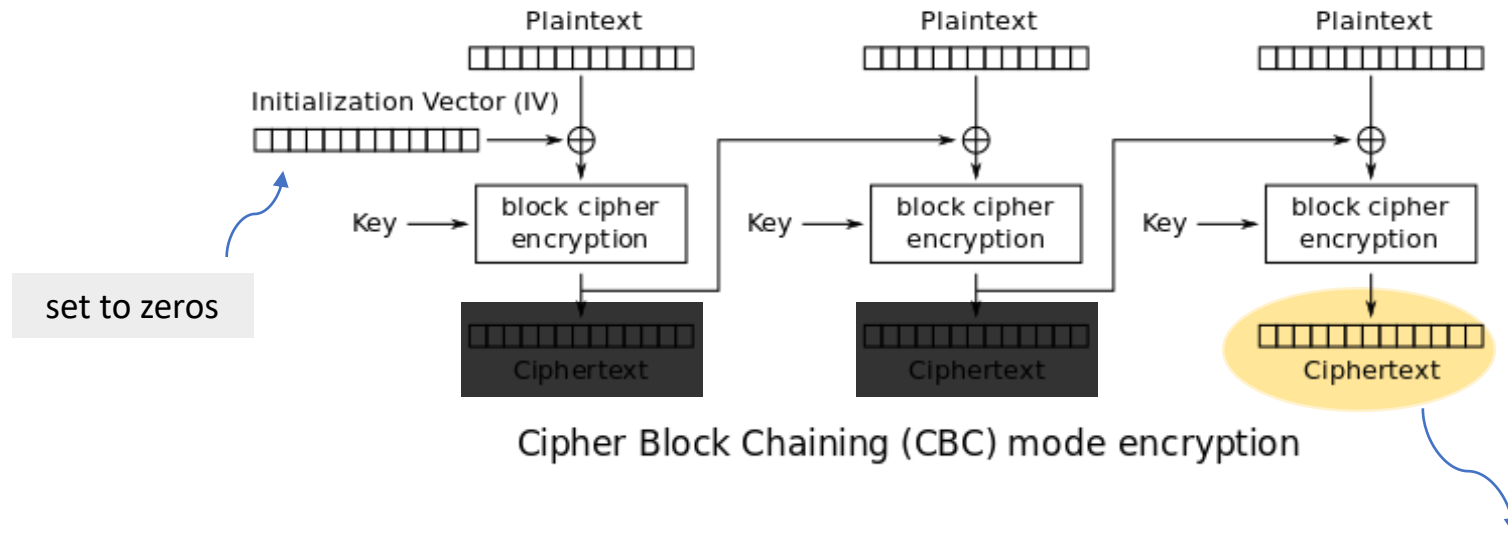 Plaintext Plaintext Plaintext
Initialization Vector (IV)
Key block cipher encryption Key block cipher encryption Key block cipher encryption
set to zeros
Ciphertext Ciphertext Ciphertext
Cipher Block Chaining (CBC) mode encryption